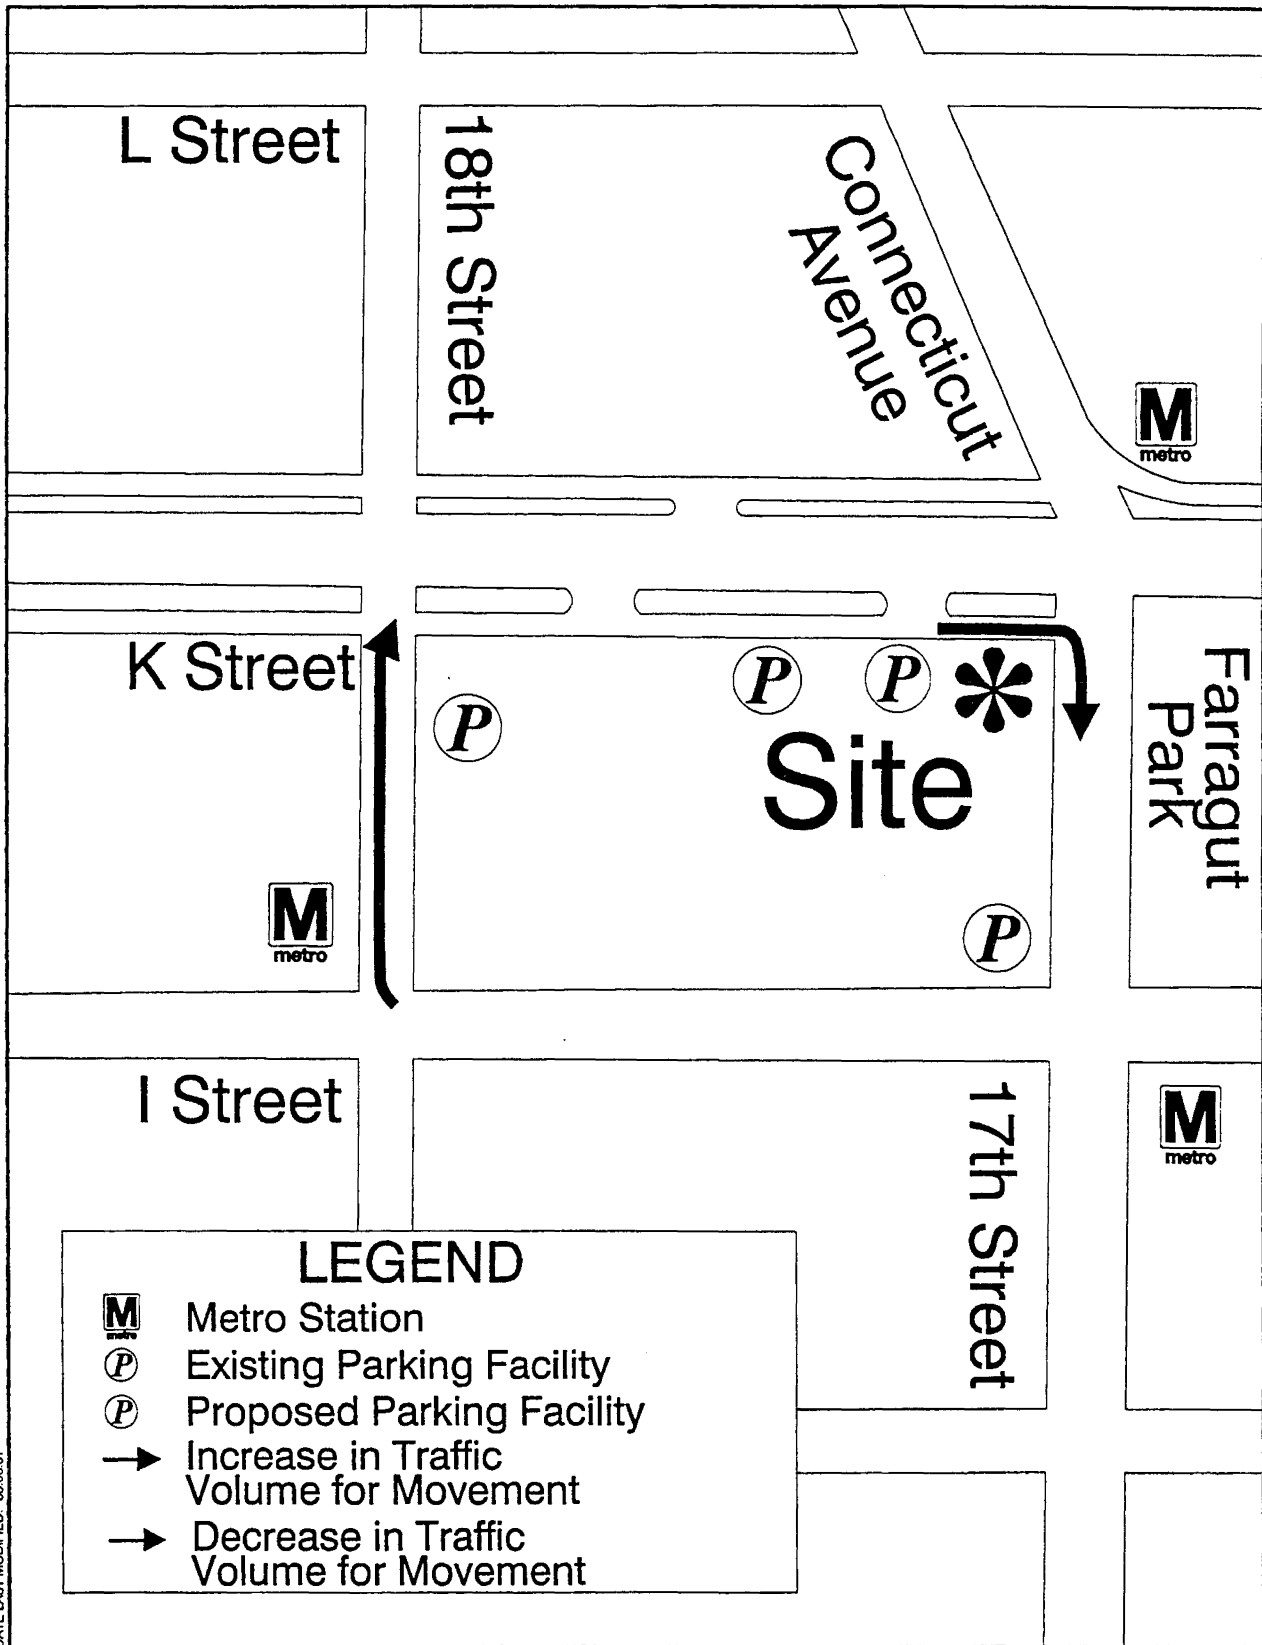 L Street
18th Street
Connecticut
Avenue
M
metro
K Street
P
P
P
Site
Farragut
Park
M
metro
P
I Street
17th Street
M
metro
LEGEND
M metro Metro Station
P Existing Parking Facility
P Proposed Parking Facility
Increase in Traffic
Volume for Movement
Decrease in Traffic
Volume for Movement